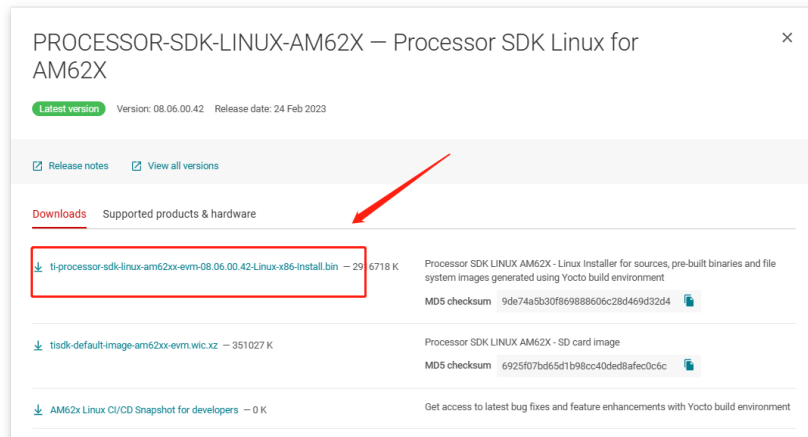 PROCESSOR-SDK-LINUX-AM62X — Processor SDK Linux for
AM62X
Latest version Version: 08.06.00.42 Release date: 24 Feb 2023
Release notes View all versions
Downloads Supported products & hardware
ti-processor-sdk-linux-am62xx-evm-08.06.00.42-Linux-x86-Install.bin — K
Processor SDK LINUX AM62X - Linux Installer for sources, pre-built binaries and file
system images generated using Yocto build environment
MD5 checksum 9de74a5b30f869888606c28d469d32d4
tisdk-default-image-am62xx-evm.wic.xz — 351027 K
Processor SDK LINUX AM62X - SD card image
MD5 checksum 6925f07bd65d1b98cc40ded8afec0c6c
AM62x Linux CI/CD Snapshot for developers — 0 K
Get access to latest bug fixes and feature enhancements with Yocto build environment